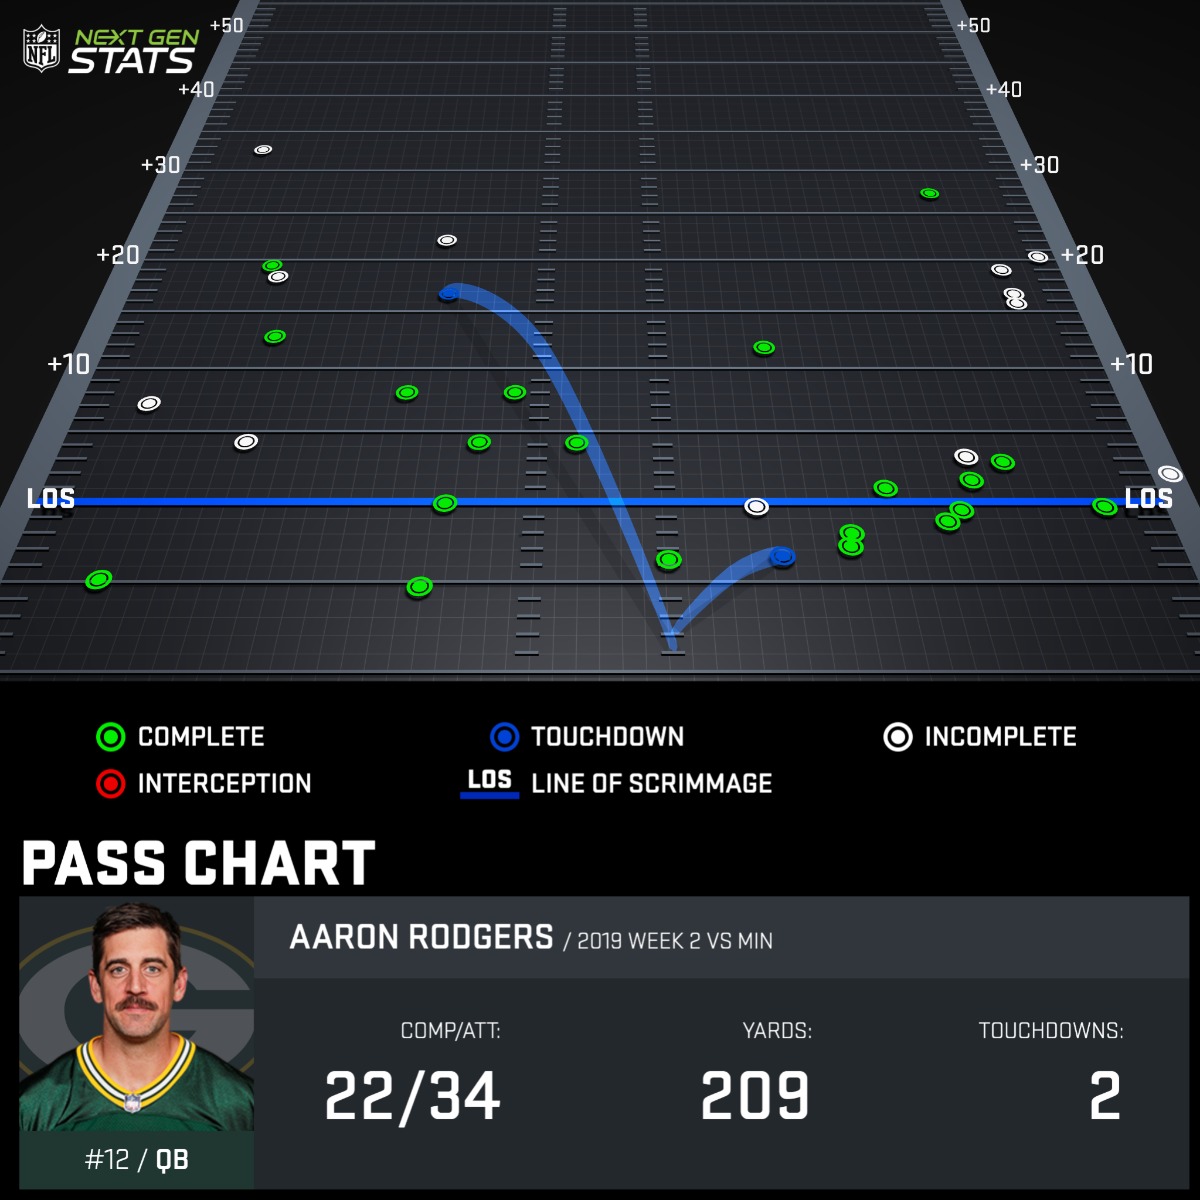 +50 +50
NFL NEXT GEN
STATS
+40 +40
+30 +30
+20 +20
+10 +10
LOS LOS
COMPLETE TOUCHDOWN INCOMPLETE
INTERCEPTION LOS LINE OF SCRIMMAGE
PASS CHART
AARON RODGERS / 2019 WEEK 2 VS MIN
COMP/ATT: YARDS: TOUCHDOWNS:
22/34 209 2
#12 / QB